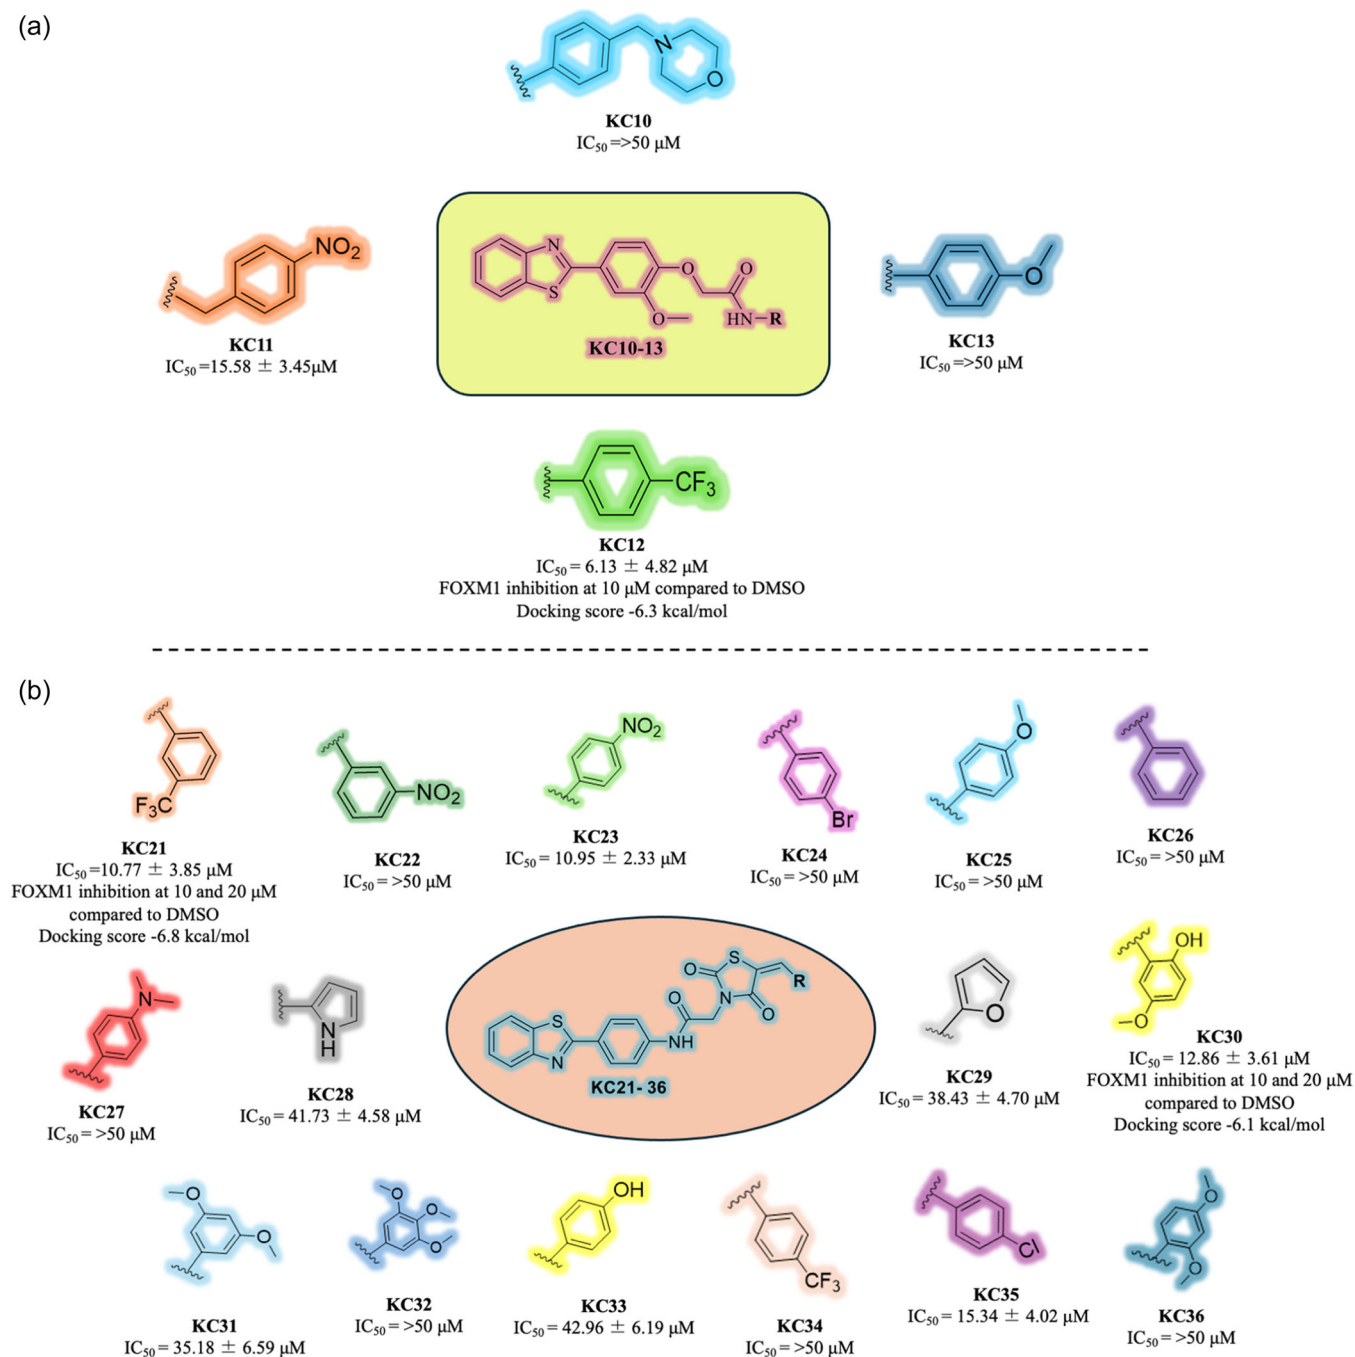 (a)
N
O
KC10
IC50 =>50 μM
NO2
KC11
IC50 =15.58 ± 3.45μM
N
S
O
O
O
HN
R
KC10-13
O
KC13
IC50 =>50 μM
CF3
KC12
IC50 = 6.13 ± 4.82 μM
FOXM1 inhibition at 10 μM compared to DMSO
Docking score -6.3 kcal/mol
(b)
F3C
KC21
IC50 =10.77 ± 3.85 μM
FOXM1 inhibition at 10 and 20 μM
compared to DMSO
Docking score -6.8 kcal/mol
NO2
KC22
IC50 = >50 μM
NO2
KC23
IC50 = 10.95 ± 2.33 μM
Br
KC24
IC50 = >50 μM
O
KC25
IC50 = >50 μM
KC26
IC50 = >50 μM
N
KC27
IC50 = >50 μM
N
H
KC28
IC50 = 41.73 ± 4.58 μM
S
N
NH
O
O
S
N
O
R
KC21- 36
O
KC29
IC50 = 38.43 ± 4.70 μM
OH
O
KC30
IC50 = 12.86 ± 3.61 μM
FOXM1 inhibition at 10 and 20 μM
compared to DMSO
Docking score -6.1 kcal/mol
O
O
KC31
IC50 = 35.18 ± 6.59 μM
O
O
O
KC32
IC50 = >50 μM
OH
KC33
IC50 = 42.96 ± 6.19 μM
CF3
KC34
IC50 = >50 μM
Cl
KC35
IC50 = 15.34 ± 4.02 μM
O
O
KC36
IC50 = >50 μM